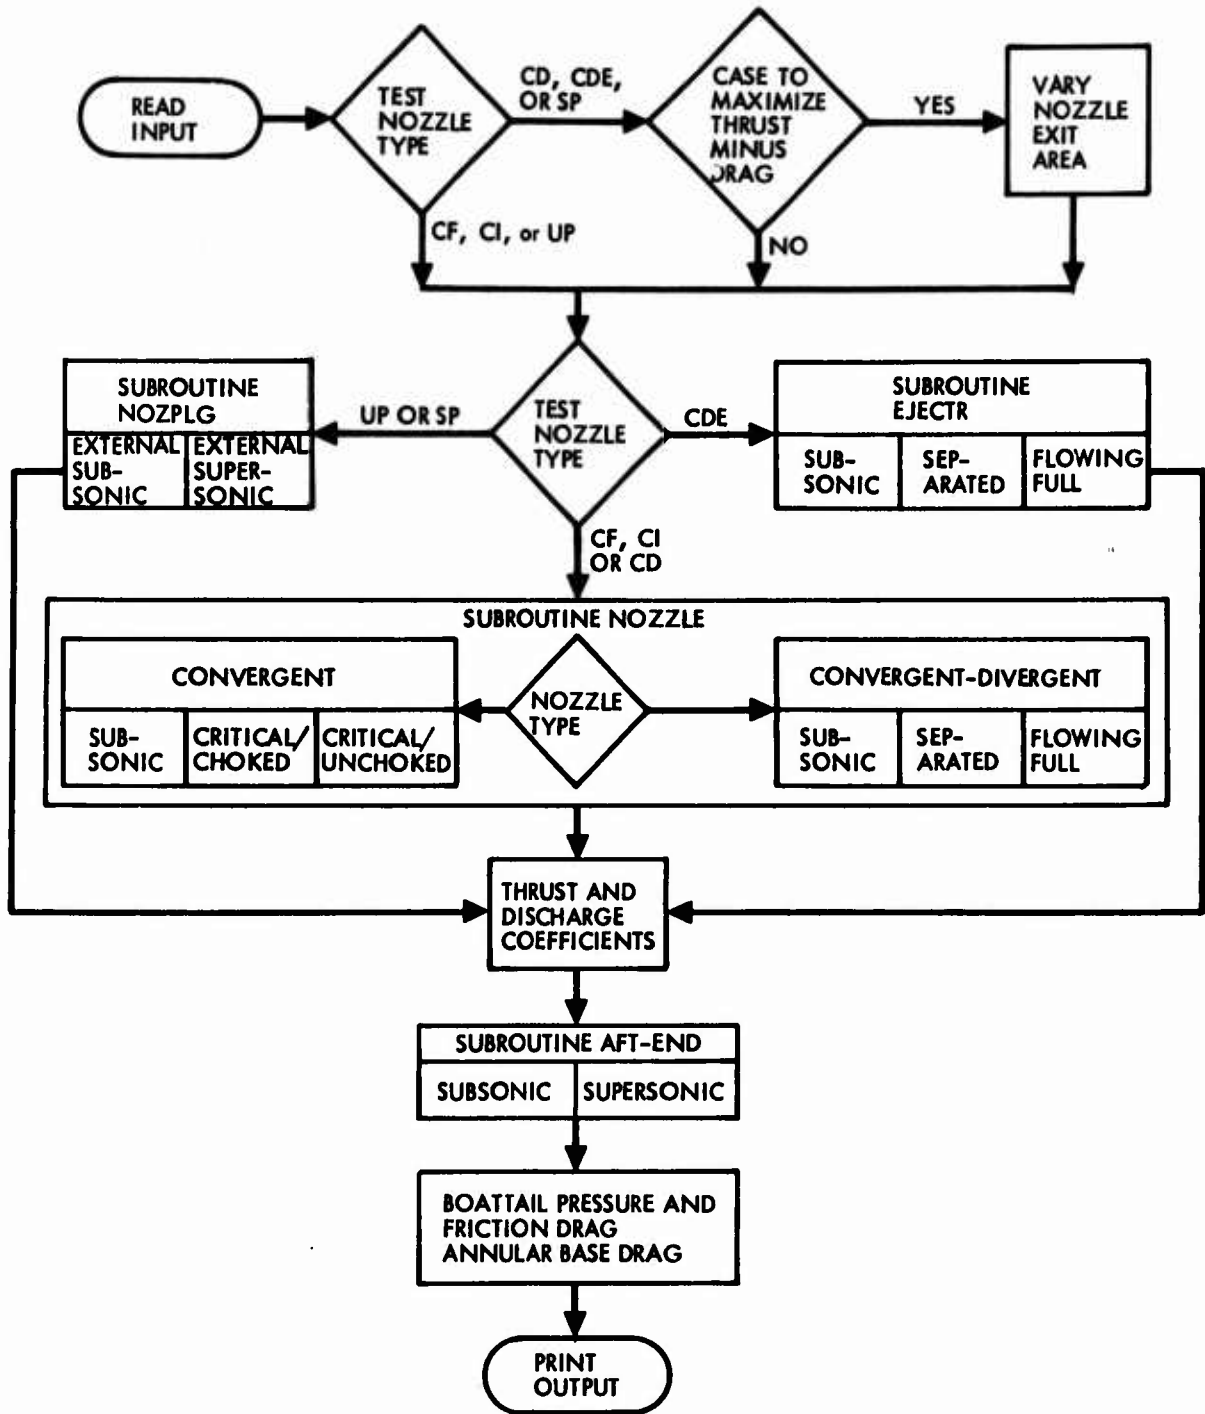 READ
INPUT
TEST
NOZZLE
TYPE
CD, CDE,
OR SP
CASE TO
MAXIMIZE
THRUST
MINUS
DRAG
YES
VARY
NOZZLE
EXIT
AREA
CF, CI, or UP
NO
SUBROUTINE
NOZPLG
EXTERNAL
SUB-
SONIC
EXTERNAL
SUPER-
SONIC
UP OR SP
TEST
NOZZLE
TYPE
CDE
SUBROUTINE
EJECTR
SUB-
SONIC
SEP-
ARATED
FLOWING
FULL
CF, CI
OR CD
SUBROUTINE NOZZLE
CONVERGENT
SUB-
SONIC
CRITICAL/
CHOKED
CRITICAL/
UNCHOKED
NOZZLE
TYPE
CONVERGENT-DIVERGENT
SUB-
SONIC
SEP-
ARATED
FLOWING
FULL
THRUST AND
DISCHARGE
COEFFICIENTS
SUBROUTINE AFT-END
SUBSONIC
SUPERSONIC
BOATTAIL PRESSURE AND
FRICTION DRAG
ANNULAR BASE DRAG
PRINT
OUTPUT